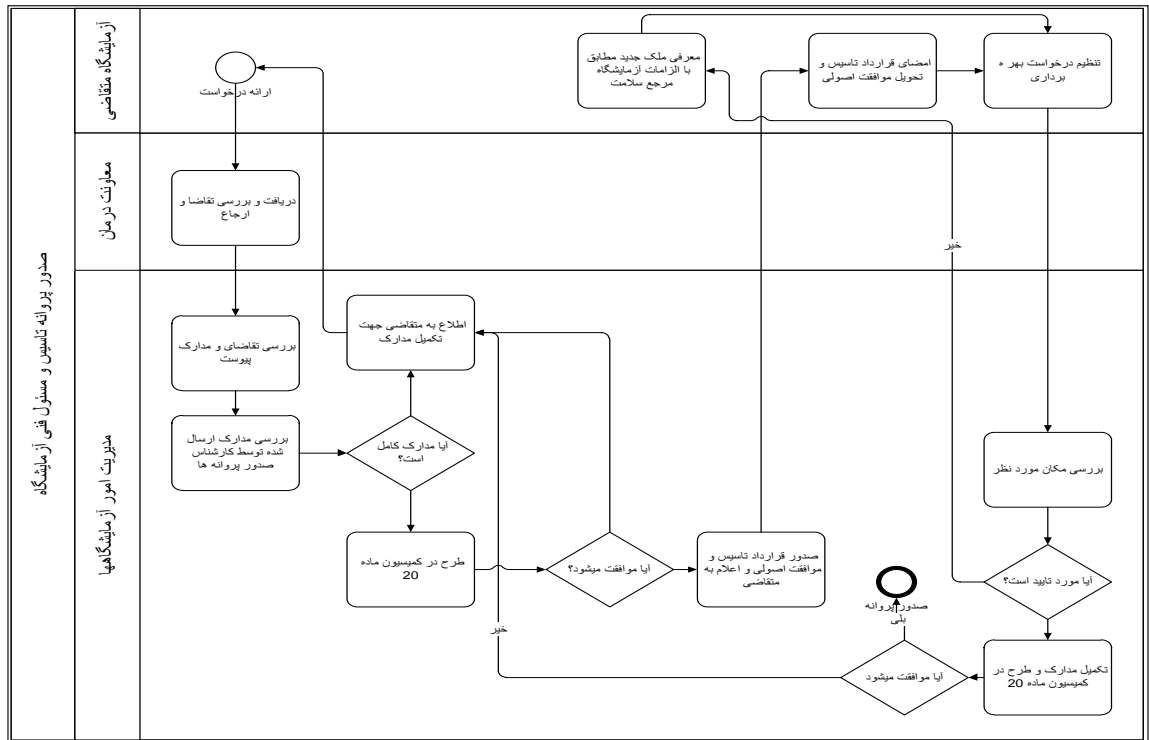 صدور پروانه تاسیس و مسئول فنی آزمایشگاه
آزمایشگاه متقاضی
معاونت درمان
مدیریت امور آزمایشگاهها
ارائه درخواست
معرفی ملک جدید مطابق
با الزامات آزمایشگاه
مرجع سلامت
امضای قرارداد تاسیس و
تحویل موافقت اصولی
تنظیم درخواست بهر ه
برداری
دریافت و بررسی تقاضا و
ارجاع
خیر
بررسی تقاضای و مدارک
پیوست
اطلاع به متقاضی جهت
تکمیل مدارک
بررسی مدارک ارسال
شده توسط کارشناس
صدور پروانه ها
آیا مدارک کامل
است؟
طرح در کمیسیون ماده
20
آیا موافقت میشود؟
صدور قرارداد تاسیس و
موافقت اصولی و اعلام به
متقاضی
بررسی مکان مورد نظر
آیا مورد تایید است؟
تکمیل مدارک و طرح در
کمیسیون ماده 20
آیا موافقت میشود
صدور پروانه
بلی
خیر